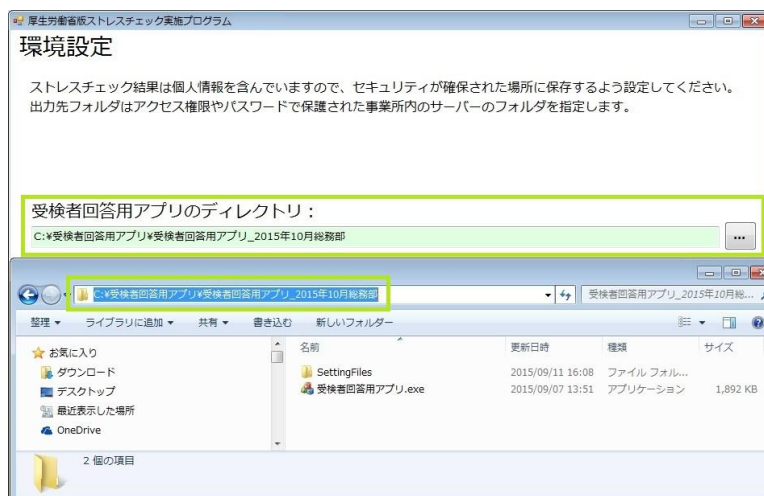 厚生労働省版ストレスチェック実施プログラム
環境設定
ストレスチェック結果は個人情報を含んでいますので、セキュリティが確保された場所に保存するよう設定してください。
出力先フォルダはアクセス権限やパスワードで保護された事業所内のサーバーのフォルダを指定します。
受検者回答用アプリのディレクトリ：
C:¥受検者回答用アプリ¥受検者回答用アプリ_2015年10月総務部
...
C:¥受検者回答用アプリ¥受検者回答用アプリ_2015年10月総務部
受検者回答用アプリ_2015年10月総...
整理 ライブラリに追加 共有 書き込む 新しいフォルダー
お気に入り
ダウンロード
デスクトップ
最近表示した場所
OneDrive
名前 更新日時 種類 サイズ
SettingFiles 2015/09/11 16:08 ファイル フォル...
受検者回答用アプリ.exe 2015/09/07 13:51 アプリケーション 1,892 KB
2 個の項目